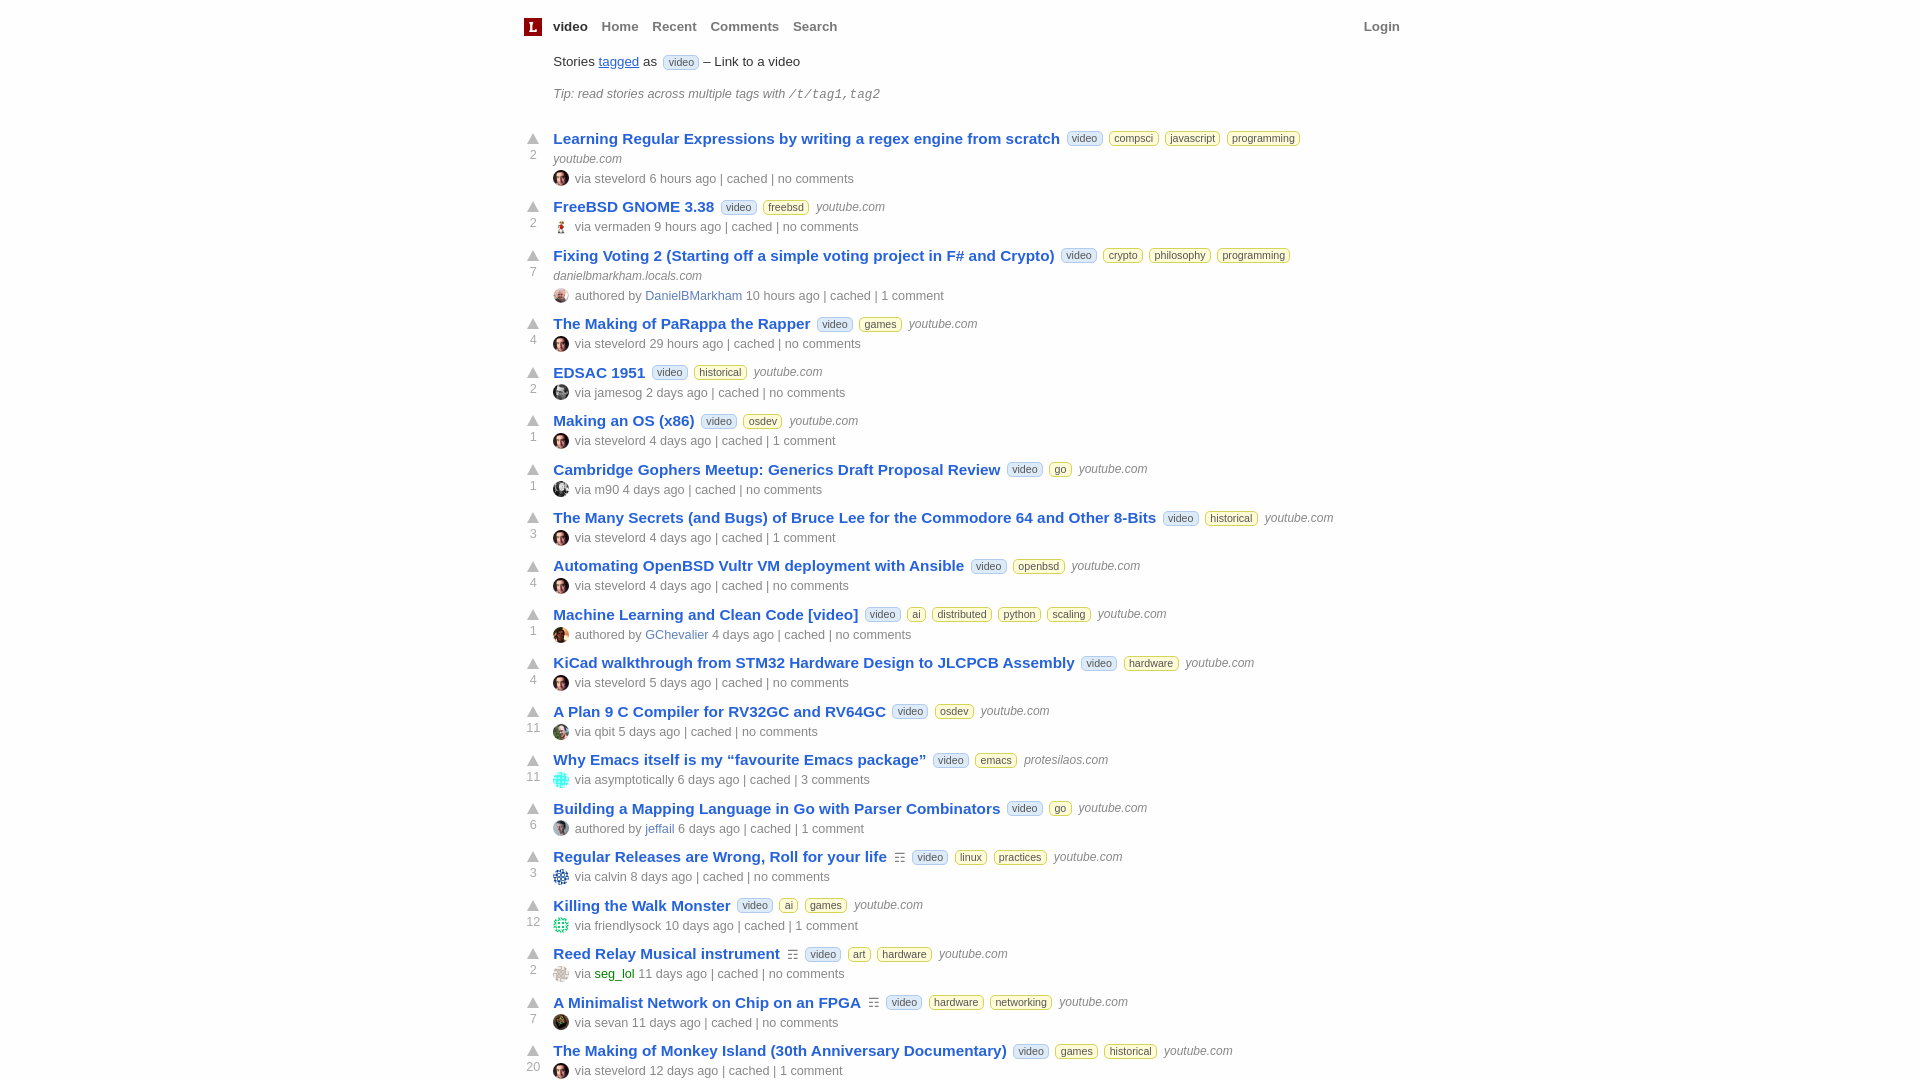 L video Home Recent Comments Search Login
Stories tagged as video – Link to a video
Tip: read stories across multiple tags with /t/tag1,tag2
Learning Regular Expressions by writing a regex engine from scratch video compsci javascript programming
2 youtube.com
via stevelord 6 hours ago | cached | no comments
FreeBSD GNOME 3.38 video freebsd youtube.com
2 via vermaden 9 hours ago | cached | no comments
Fixing Voting 2 (Starting off a simple voting project in F# and Crypto) video crypto philosophy programming
7 danielbmarkham.locals.com
authored by DanielBMarkham 10 hours ago | cached | 1 comment
The Making of PaRappa the Rapper video games youtube.com
4 via stevelord 29 hours ago | cached | no comments
EDSAC 1951 video historical youtube.com
2 via jamesog 2 days ago | cached | no comments
Making an OS (x86) video osdev youtube.com
1 via stevelord 4 days ago | cached | 1 comment
Cambridge Gophers Meetup: Generics Draft Proposal Review video go youtube.com
1 via m90 4 days ago | cached | no comments
The Many Secrets (and Bugs) of Bruce Lee for the Commodore 64 and Other 8-Bits video historical youtube.com
3 via stevelord 4 days ago | cached | 1 comment
Automating OpenBSD Vultr VM deployment with Ansible video openbsd youtube.com
4 via stevelord 4 days ago | cached | no comments
Machine Learning and Clean Code [video] video ai distributed python scaling youtube.com
1 authored by GChevalier 4 days ago | cached | no comments
KiCad walkthrough from STM32 Hardware Design to JLCPCB Assembly video hardware youtube.com
4 via stevelord 5 days ago | cached | no comments
A Plan 9 C Compiler for RV32GC and RV64GC video osdev youtube.com
11 via qbit 5 days ago | cached | no comments
Why Emacs itself is my “favourite Emacs package” video emacs protesilaos.com
11 via asymptotically 6 days ago | cached | 3 comments
Building a Mapping Language in Go with Parser Combinators video go youtube.com
6 authored by jeffail 6 days ago | cached | 1 comment
Regular Releases are Wrong, Roll for your life ☶ video linux practices youtube.com
3 via calvin 8 days ago | cached | no comments
Killing the Walk Monster video ai games youtube.com
12 via friendlysock 10 days ago | cached | 1 comment
Reed Relay Musical instrument ☶ video art hardware youtube.com
2 via seg_lol 11 days ago | cached | no comments
A Minimalist Network on Chip on an FPGA ☶ video hardware networking youtube.com
7 via sevan 11 days ago | cached | no comments
The Making of Monkey Island (30th Anniversary Documentary) video games historical youtube.com
20 via stevelord 12 days ago | cached | 1 comment